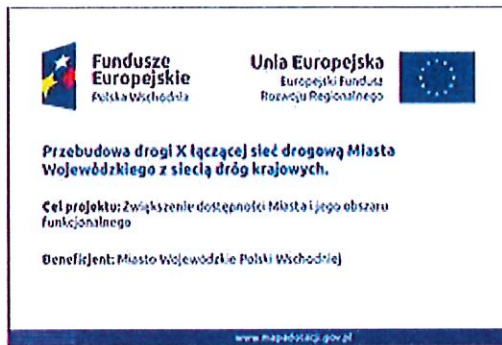 Fundusze
Europejskie
Polska Wschodnia
Unia Europejska
Europejski Fundusz
Rozwoju Regionalnego
Przebudowa drogi X łączącej sieć drogową Miasta
Wojewódzkiego z siecią dróg krajowych.
Cel projektu: Zwiększenie dostępności Miasta i jego obszaru
funkcjonalnego
Beneficjent: Miasto Wojewódzkie Polski Wschodniej
www.mapadotacji.gov.pl